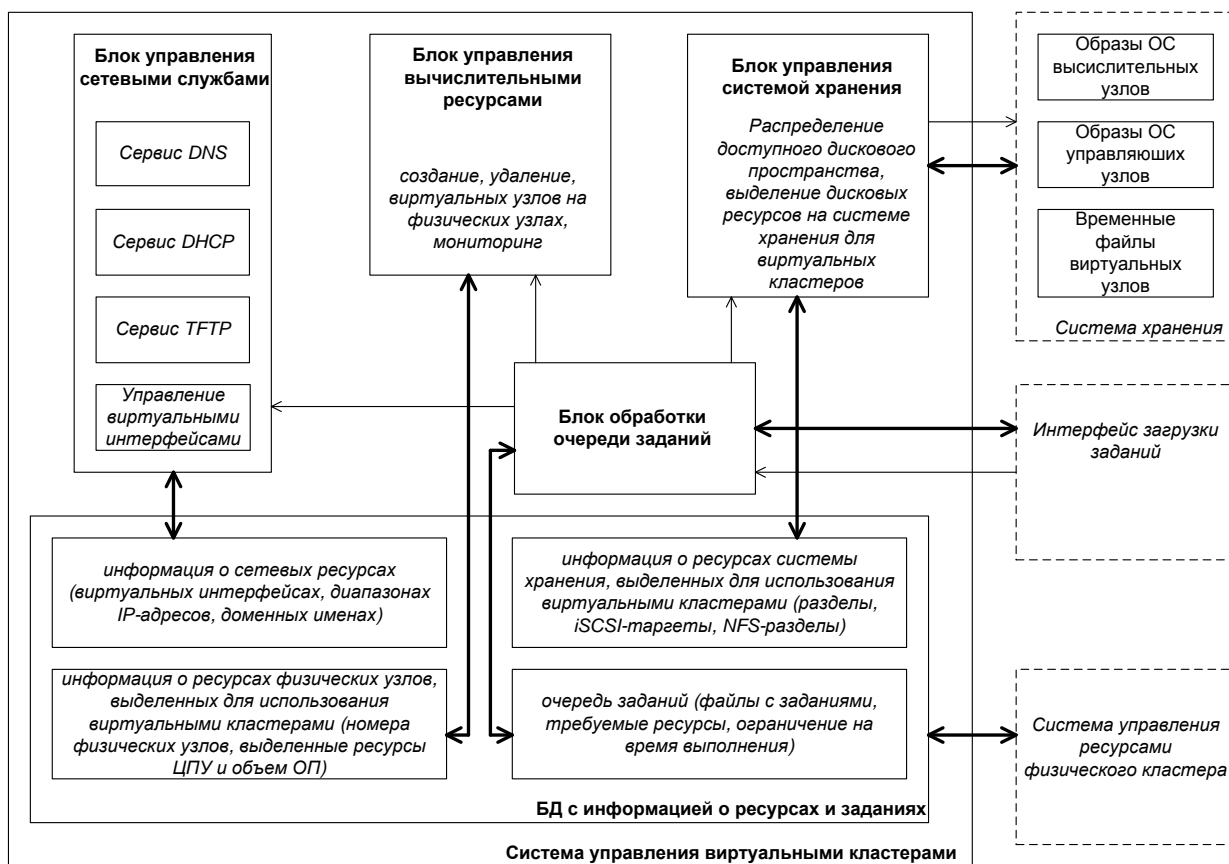 Блок управления
сетевыми службами
Сервис DNS
Сервис DHCP
Сервис TFTP
Управление
виртуальными
интерфейсами
Блок управления
вычислительными
ресурсами
создание, удаление,
виртуальных узлов на
физических узлах,
мониторинг
Блок управления
системой хранения
Распределение
доступного дискового
пространства,
выделение дисковых
ресурсов на системе
хранения для
виртуальных
кластеров
Образы ОС
высислительных
узлов
Образы ОС
управляюших
узлов
Временные
файлы
виртуальных
узлов
Система хранения
Блок обработки
очереди заданий
Интерфейс загрузки
заданий
информация о сетевых ресурсах
(виртуальных интерфейсах, диапазонах
IP-адресов, доменных именах)
информация о ресурсах системы
хранения, выделенных для использования
виртуальными кластерами (разделы,
iSCSI-таргеты, NFS-разделы)
информация о ресурсах физических узлов,
выделенных для использования
виртуальными кластерами (номера
физических узлов, выделенные ресурсы
ЦПУ и объем ОП)
очередь заданий (файлы с заданиями,
требуемые ресурсы, ограничение на
время выполнения)
Система управления
ресурсами
физического кластера
БД с информацией о ресурсах и заданиях
Система управления виртуальными кластерами